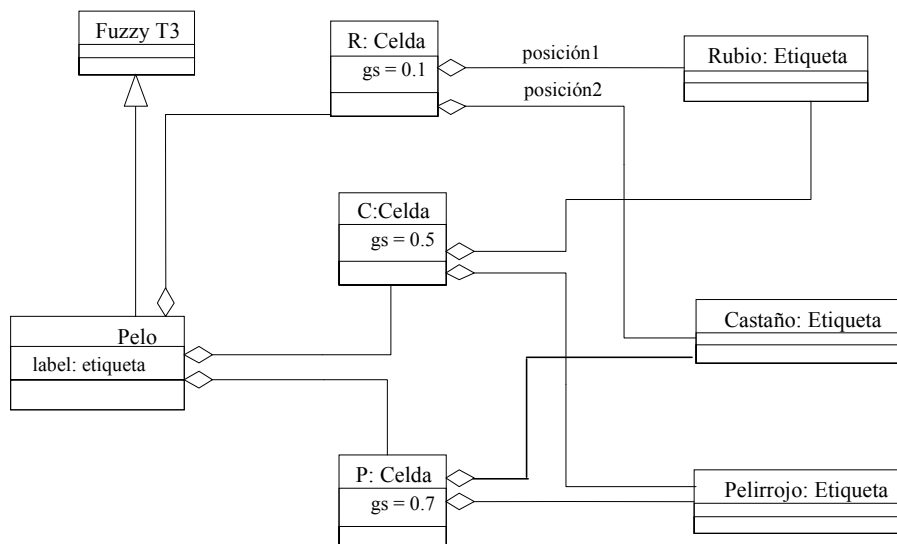 Fuzzy T3
R: Celda
gs = 0.1
posición1
posición2
Rubio: Etiqueta
C:Celda
gs = 0.5
Pelo
label: etiqueta
Castaño: Etiqueta
P: Celda
gs = 0.7
Pelirrojo: Etiqueta